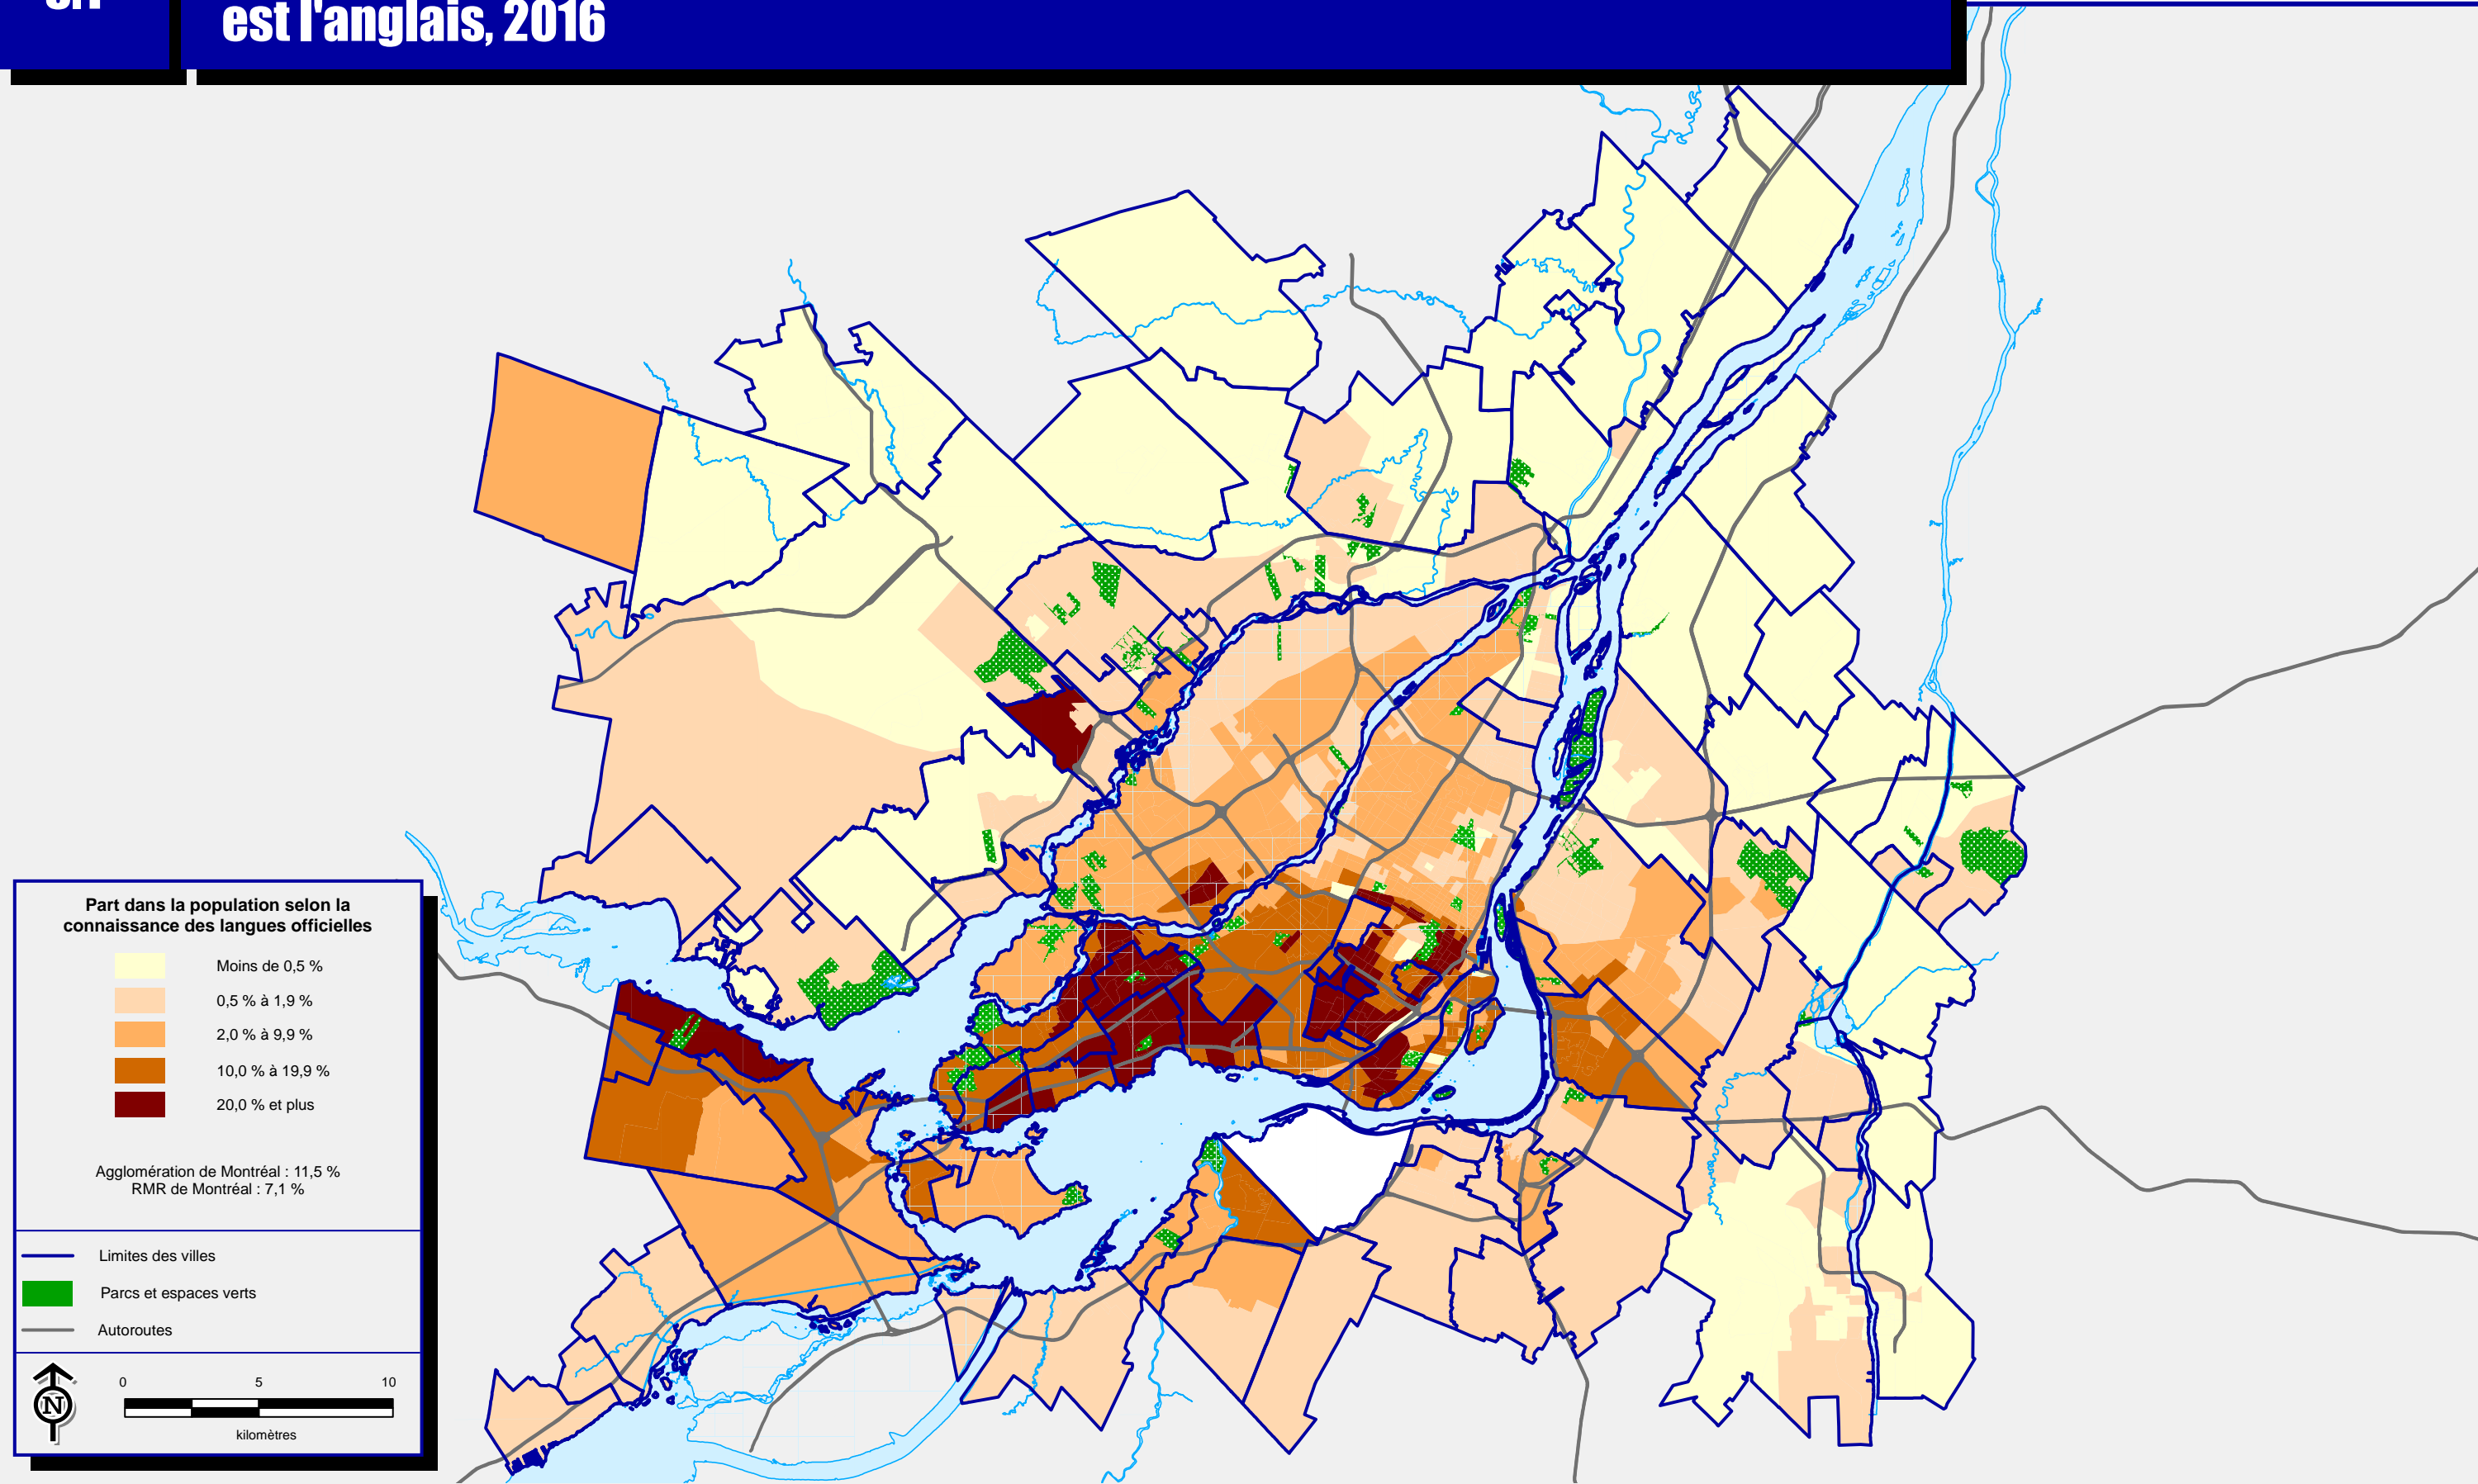 est l'anglais, 2016
Part dans la population selon la
connaissance des langues officielles
Moins de 0,5 %
0,5 % à 1,9 %
2,0 % à 9,9 %
10,0 % à 19,9 %
20,0 % et plus
Agglomération de Montréal : 11,5 %
RMR de Montréal : 7,1 %
Limites des villes
Parcs et espaces verts
Autoroutes
N
0 5 10
kilomètres